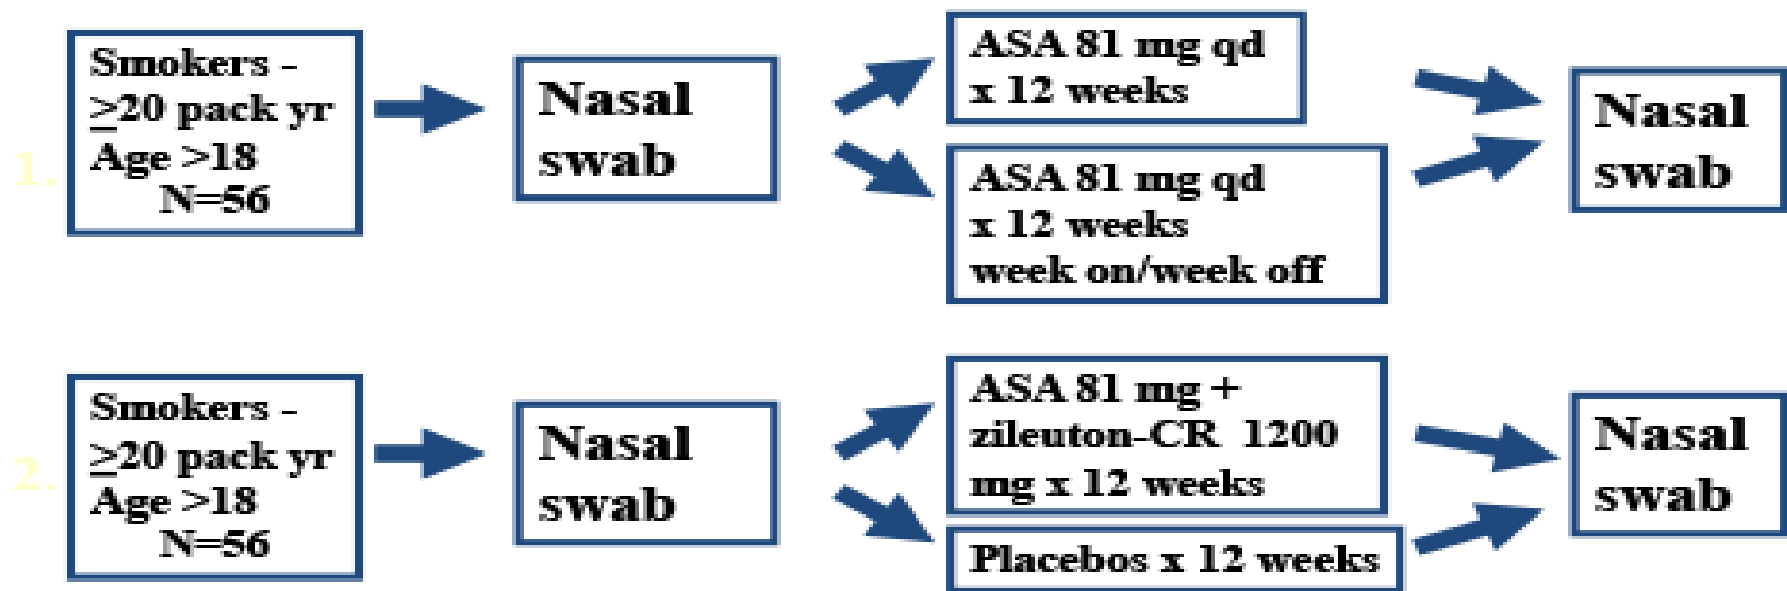 1.
Smokers -
≥20 pack yr
Age >18
N=56
Nasal
swab
ASA 81 mg qd
x 12 weeks
ASA 81 mg qd
x 12 weeks
week on/week off
Nasal
swab
2.
Smokers -
≥20 pack yr
Age >18
N=56
Nasal
swab
ASA 81 mg +
zileuton-CR 1200
mg x 12 weeks
Placebos x 12 weeks
Nasal
swab